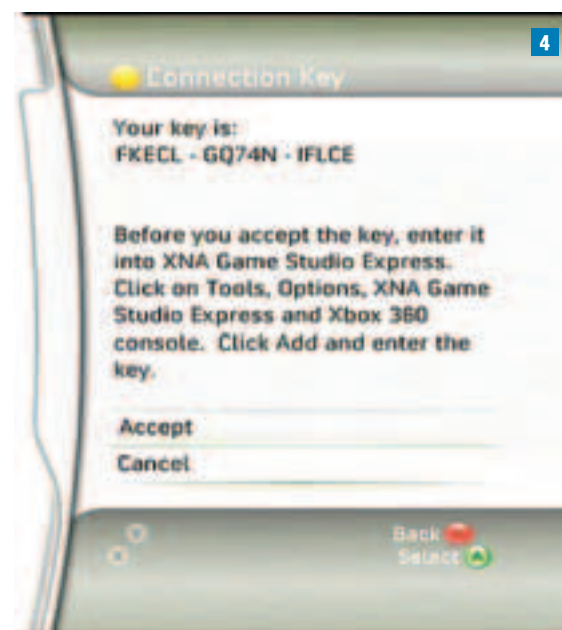 4
Connection Key
Your key is:
FKECL - GQ74N - IFLCE
Before you accept the key, enter it
into XNA Game Studio Express.
Click on Tools, Options, XNA Game
Studio Express and Xbox 360
console. Click Add and enter the
key.
Accept
Cancel
Back
Select